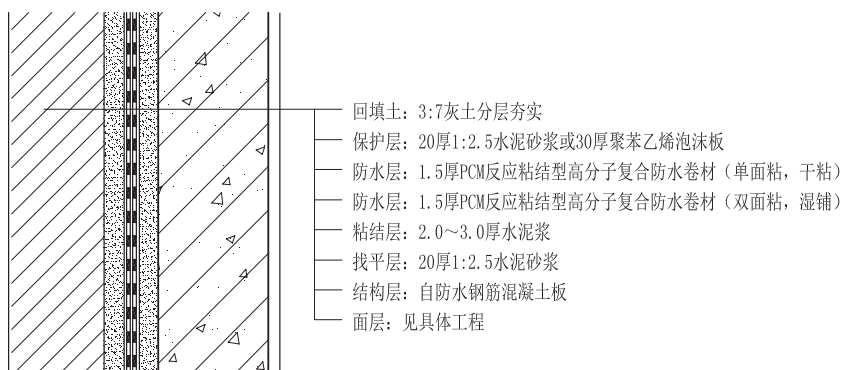 回填土：3:7灰土分层夯实
保护层：20厚1:2.5水泥砂浆或30厚聚苯乙烯泡沫板
防水层：1.5厚PCM反应粘结型高分子复合防水卷材（单面粘，干粘）
防水层：1.5厚PCM反应粘结型高分子复合防水卷材（双面粘，湿铺）
粘结层：2.0～3.0厚水泥浆
找平层：20厚1:2.5水泥砂浆
结构层：自防水钢筋混凝土板
面层：见具体工程